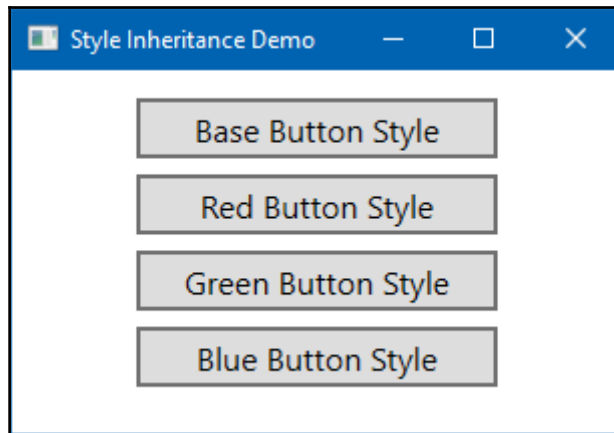 Style Inheritance Demo
Base Button Style
Red Button Style
Green Button Style
Blue Button Style